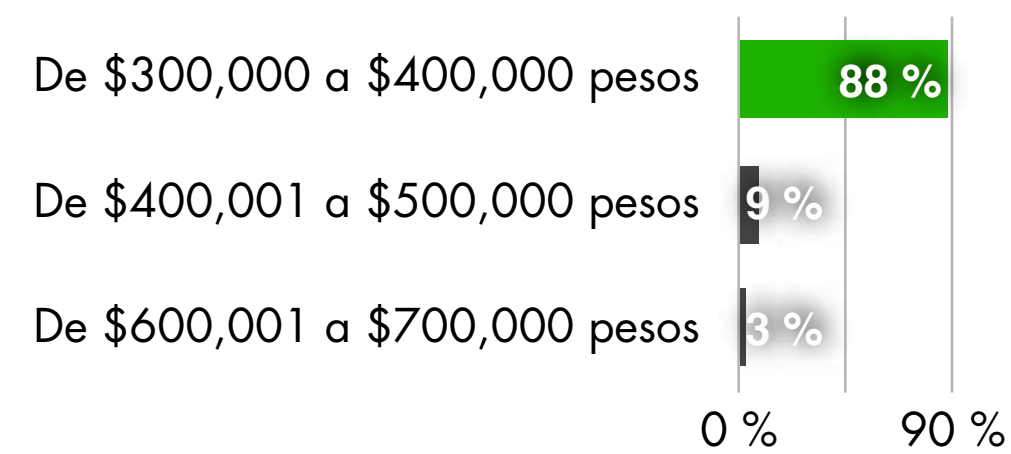 De $300,000 a $400,000 pesos 88 %
De $400,001 a $500,000 pesos 9 %
De $600,001 a $700,000 pesos 3 %
0 % 90 %